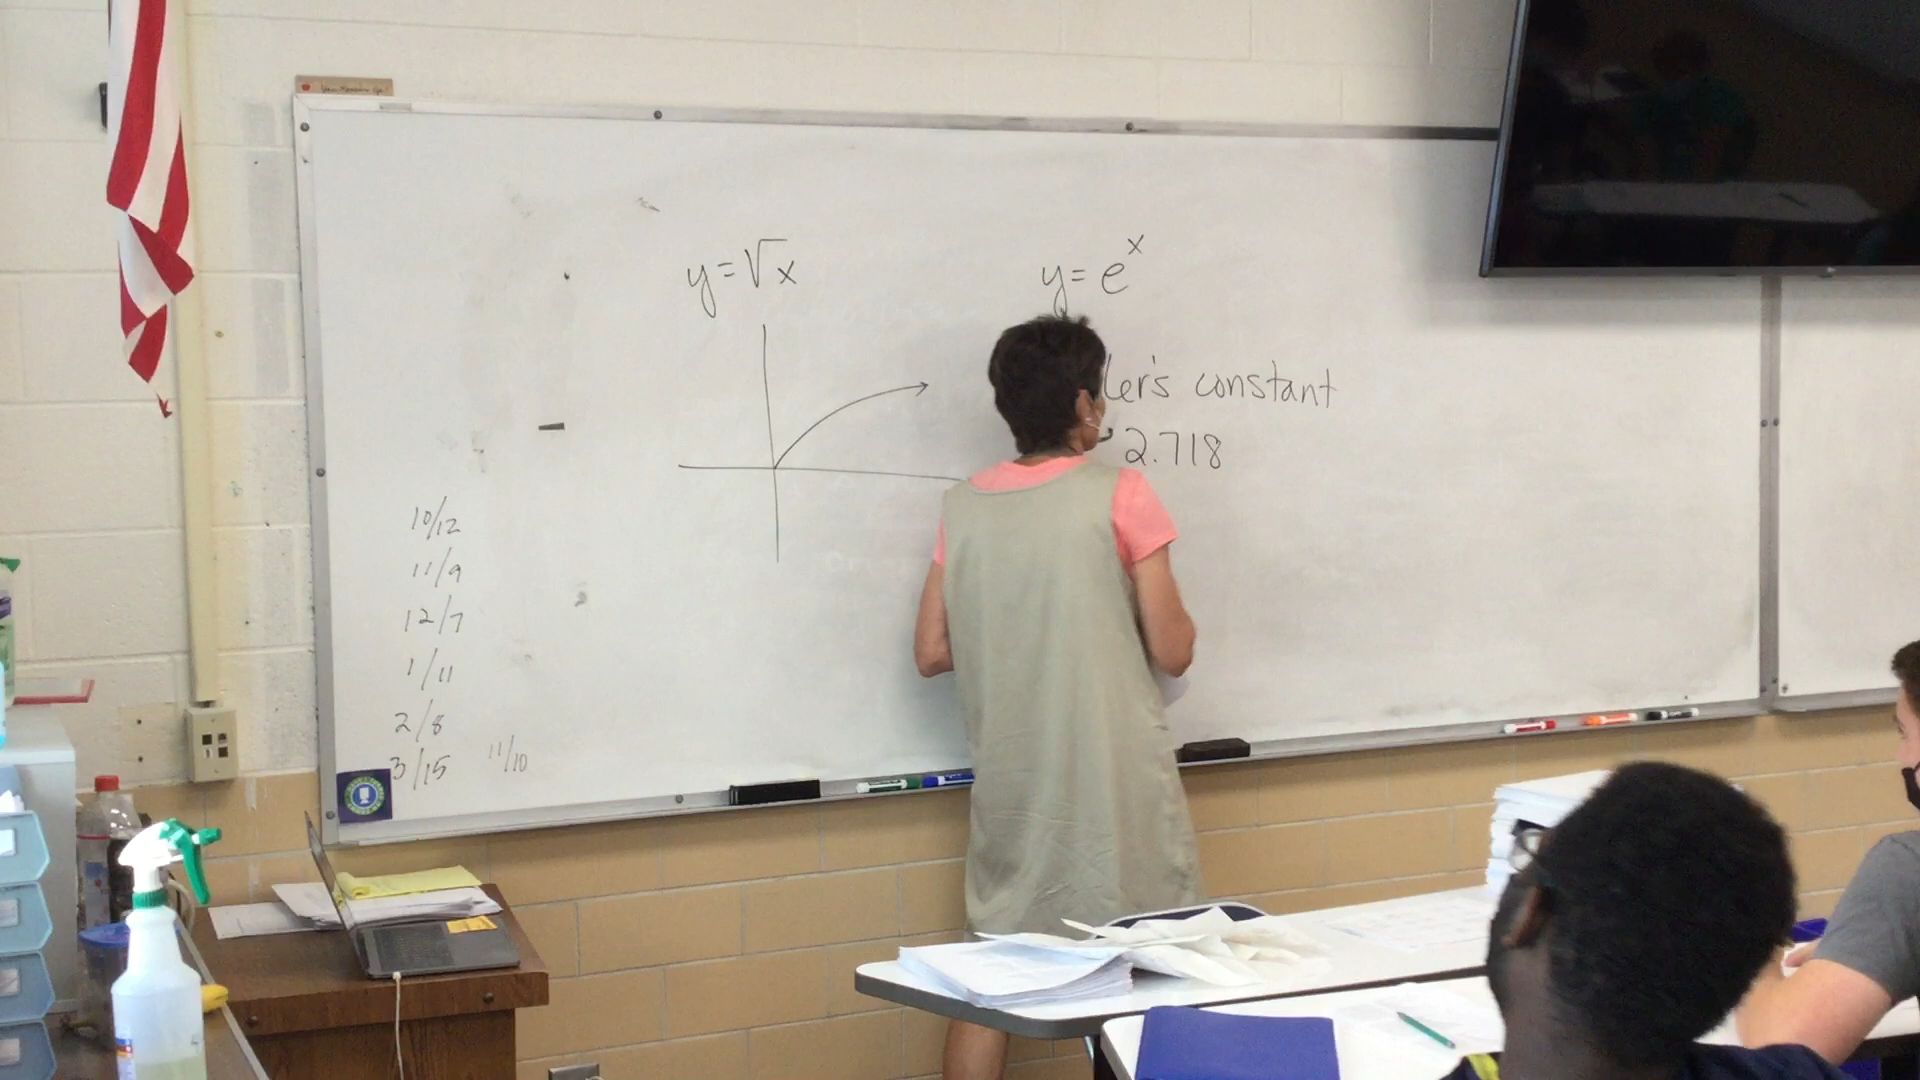 y = √x
y = e^x
ler's constant
2.718
10/12
11/9
12/7
1/11
2/8
3/15
11/10